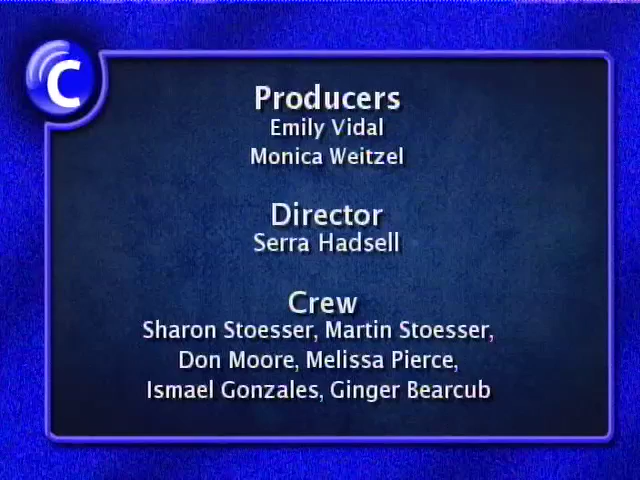 C
Producers
Emily Vidal
Monica Weitzel
Director
Serra Hadsell
Crew
Sharon Stoesser, Martin Stoesser,
Don Moore, Melissa Pierce,
Ismael Gonzales, Ginger Bearcub